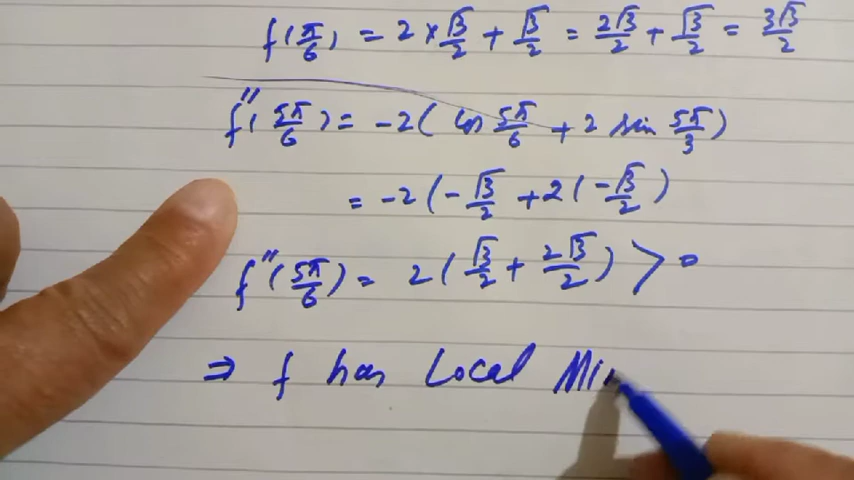 f(π/6) = 2 × √3/2 + √3/2 = 2√3/2 + √3/2 = 3√3/2
f''(5π/6) = -2( cos 5π/6 + 2 sin 5π/3 )
= -2(-√3/2 + 2(-√3/2)
f''(5π/6) = 2(√3/2 + 2√3/2) > 0
⇒ f has Local Min